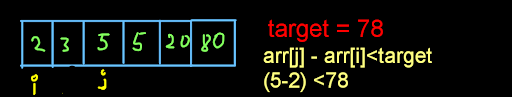 2 3 5 5 20 80
i j
target = 78
arr[j] - arr[i]<target
(5-2) <78